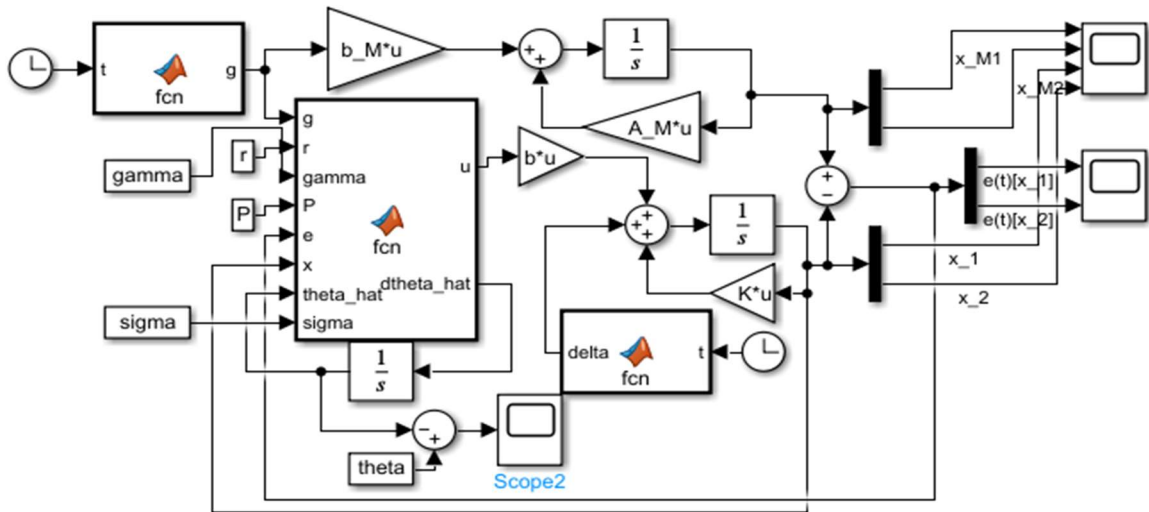 t
g
fcn
b_M*u
+
+
1
s
A_M*u
x_M1
x_M2
gamma
r
P
sigma
g
r
gamma
P
e
x
theta_hat
sigma
u
dtheta_hat
fcn
b*u
+
+
+
1
s
K*u
+
−
e(t)[x_1]
e(t)[x_2]
x_1
x_2
1
s
delta
t
fcn
−
+
theta
Scope2